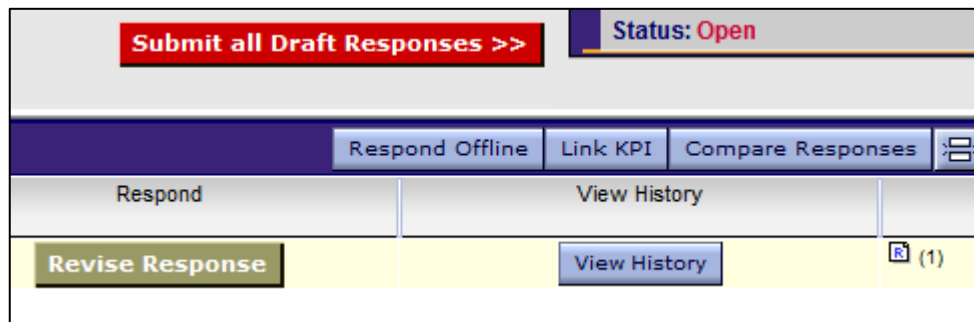 Submit all Draft Responses >>
Status: Open
Respond Offline
Link KPI
Compare Responses
Respond
View History
Revise Response
View History
R (1)